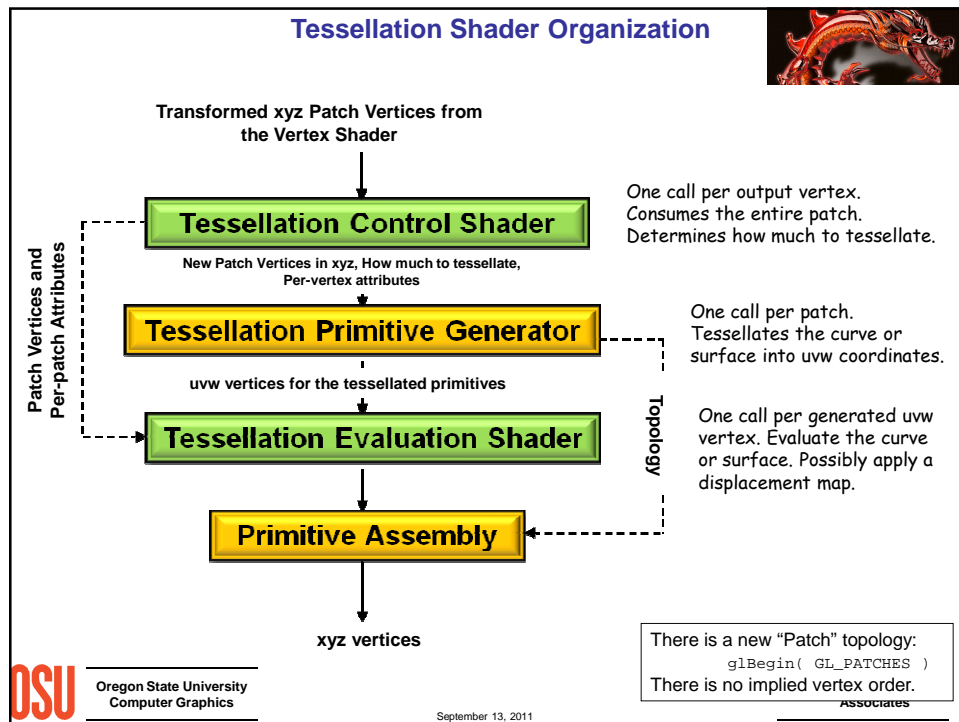 Tessellation Shader Organization
Transformed xyz Patch Vertices from
the Vertex Shader
Tessellation Control Shader
One call per output vertex.
Consumes the entire patch.
Determines how much to tessellate.
New Patch Vertices in xyz, How much to tessellate,
Per-vertex attributes
Patch Vertices and
Per-patch Attributes
Tessellation Primitive Generator
One call per patch.
Tessellates the curve or
surface into uvw coordinates.
uvw vertices for the tessellated primitives
Topology
Tessellation Evaluation Shader
One call per generated uvw
vertex. Evaluate the curve
or surface. Possibly apply a
displacement map.
Primitive Assembly
xyz vertices
There is a new “Patch” topology:
glBegin( GL_PATCHES )
There is no implied vertex order.
OSU
Oregon State University
Computer Graphics
September 13, 2011
Associates